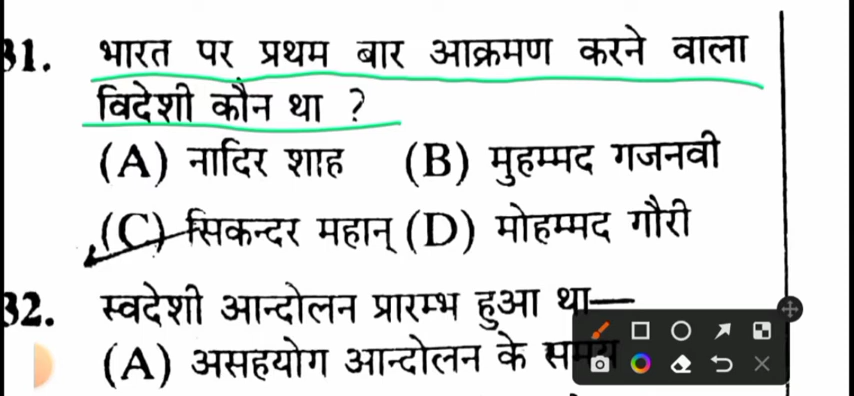 31. भारत पर प्रथम बार आक्रमण करने वाला
विदेशी कौन था ?
(A) नादिर शाह (B) मुहम्मद गजनवी
(C) सिकन्दर महान् (D) मोहम्मद गौरी
32. स्वदेशी आन्दोलन प्रारम्भ हुआ था—
(A) असहयोग आन्दोलन के समय